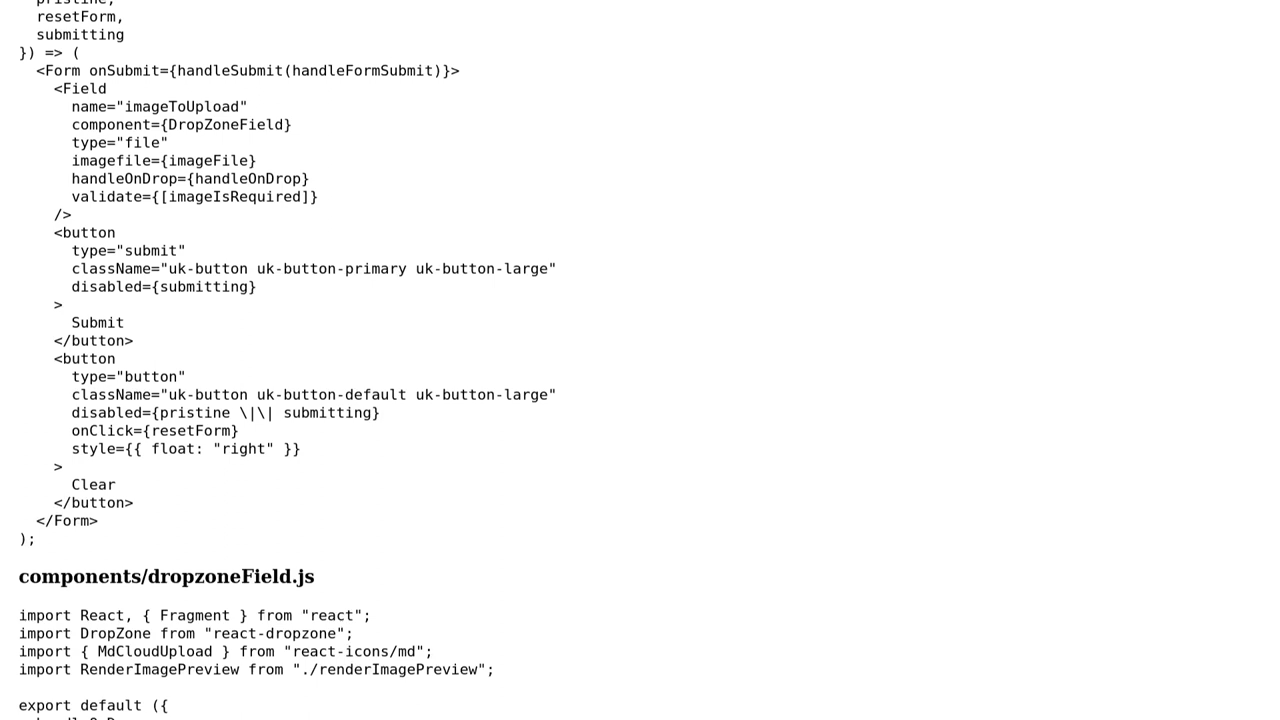 pristine,
resetForm,
submitting
}) => (
<Form onSubmit={handleSubmit(handleFormSubmit)}>
<Field
name="imageToUpload"
component={DropZoneField}
type="file"
imagefile={imageFile}
handleOnDrop={handleOnDrop}
validate={[imageIsRequired]}
/>
<button
type="submit"
className="uk-button uk-button-primary uk-button-large"
disabled={submitting}
>
Submit
</button>
<button
type="button"
className="uk-button uk-button-default uk-button-large"
disabled={pristine \|\| submitting}
onClick={resetForm}
style={{ float: "right" }}
>
Clear
</button>
</Form>
);
components/dropzoneField.js
import React, { Fragment } from "react";
import DropZone from "react-dropzone";
import { MdCloudUpload } from "react-icons/md";
import RenderImagePreview from "./renderImagePreview";
export default ({